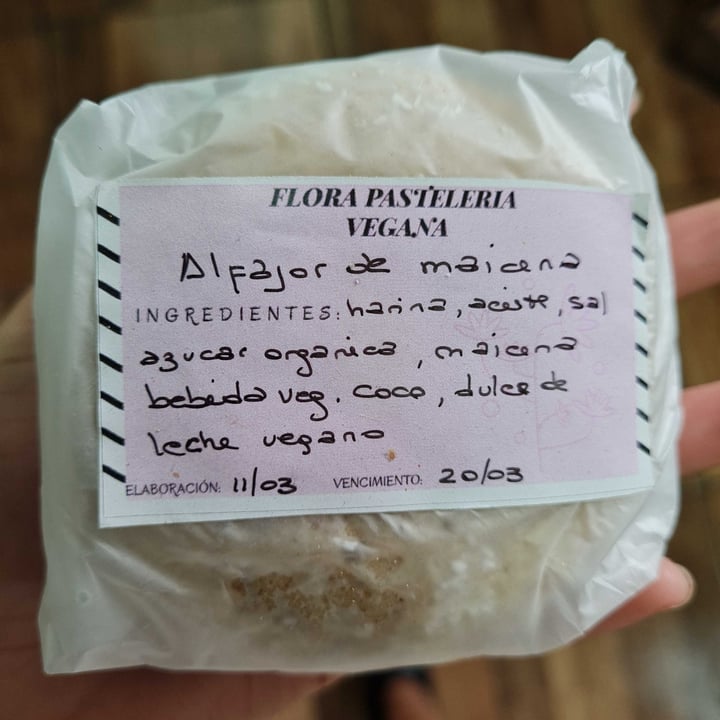 FLORA PASTELERIA
VEGANA
Alfajor de maicena
INGREDIENTES: harina, aceite, sal
azucar organica, maicena
bebida veg. coco, dulce de
leche vegano
ELABORACIÓN: 11/03 VENCIMIENTO: 20/03